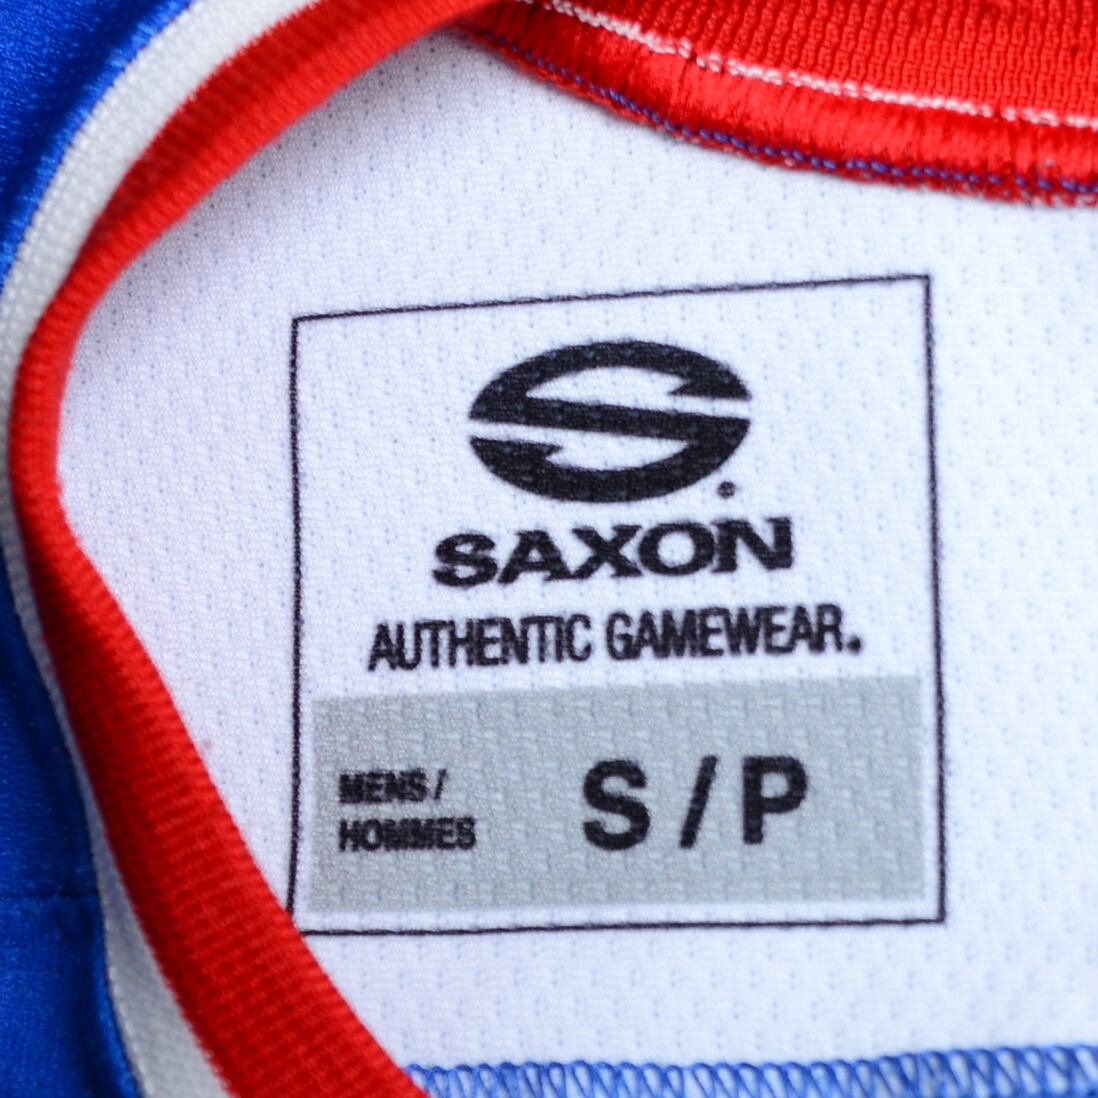 SAXON
AUTHENTIC GAMEWEAR.
MENS/
HOMMES
S / P